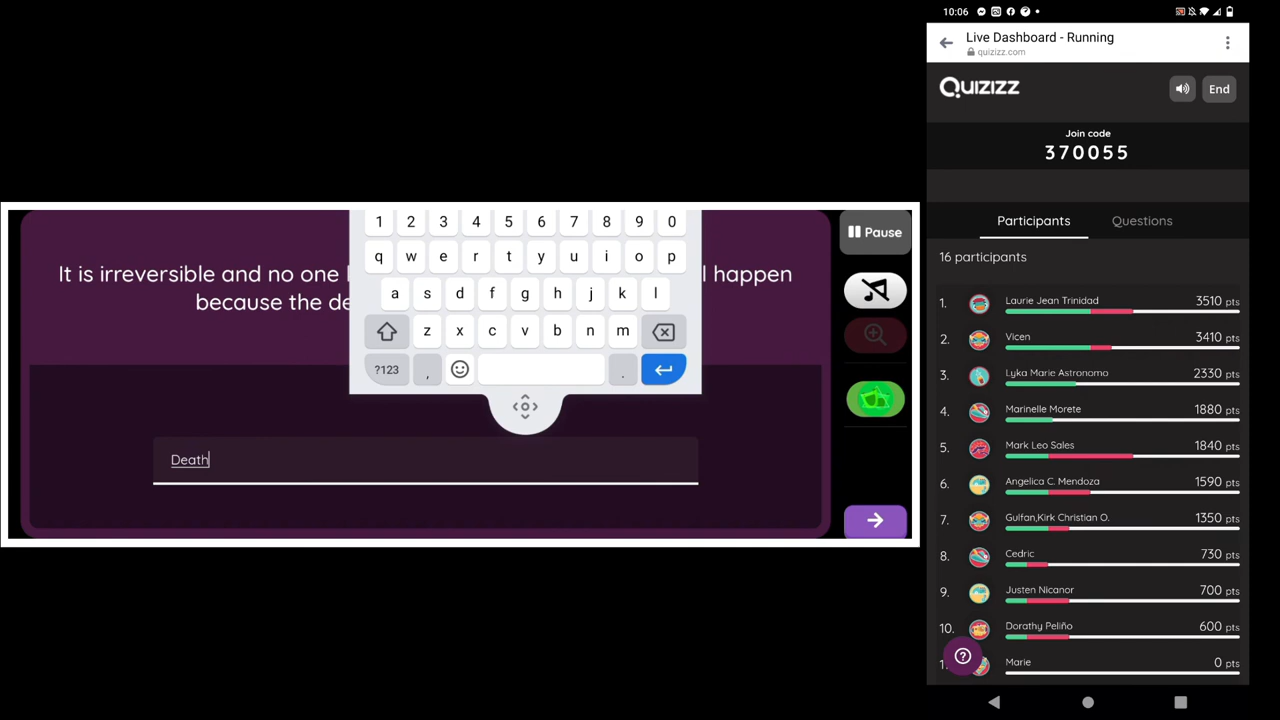 It is irreversible and no one
l happen
because the de
1 2 3 4 5 6 7 8 9 0
q w e r t y u i o p
a s d f g h j k l
z x c v b n m
?123 , .
Death
Pause
10:06
Live Dashboard - Running
quizizz.com
Quizizz
End
Join code
370055
Participants
Questions
16 participants
1. Laurie Jean Trinidad 3510 pts
2. Vicen 3410 pts
3. Lyka Marie Astronomo 2330 pts
4. Marinelle Morete 1880 pts
5. Mark Leo Sales 1840 pts
6. Angelica C. Mendoza 1590 pts
7. Gulfan,Kirk Christian O. 1350 pts
8. Cedric 730 pts
9. Justen Nicanor 700 pts
10. Dorathy Peliño 600 pts
Marie 0 pts